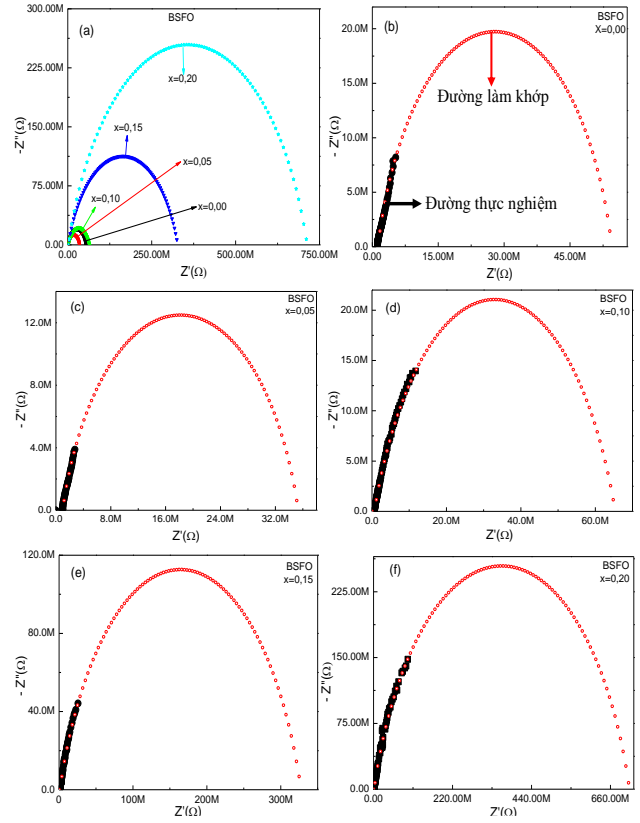 300.00M
(a)
BSFO
225.00M
x=0,20
- Z"(Ω)
150.00M
x=0,15
x=0,05
75.00M
x=0,10
x=0,00
0.00
0.00 250.00M 500.00M 750.00M
Z'(Ω)
(b)
BSFO
X=0,00
20.0M
15.0M
Đường làm khớp
- Z"(Ω)
10.0M
5.0M
Đường thực nghiệm
0.0
0.00 15.00M 30.00M 45.00M
Z'(Ω)
(c)
BSFO
x=0,05
12.0M
- Z"(Ω)
8.0M
4.0M
0.0
0.0 8.0M 16.0M 24.0M 32.0M
Z'(Ω)
(d)
BSFO
x=0,10
20.0M
15.0M
- Z"(Ω)
10.0M
5.0M
0.0
0.0 20.0M 40.0M 60.0M
Z'(Ω)
120.0M
(e)
BSFO
x=0,15
- Z"(Ω)
80.0M
40.0M
0.0
0 100M 200M 300M
Z'(Ω)
(f)
BSFO
x=0,20
225.00M
- Z"(Ω)
150.00M
75.00M
0.00
0.00 220.00M 440.00M 660.00M
Z'(Ω)